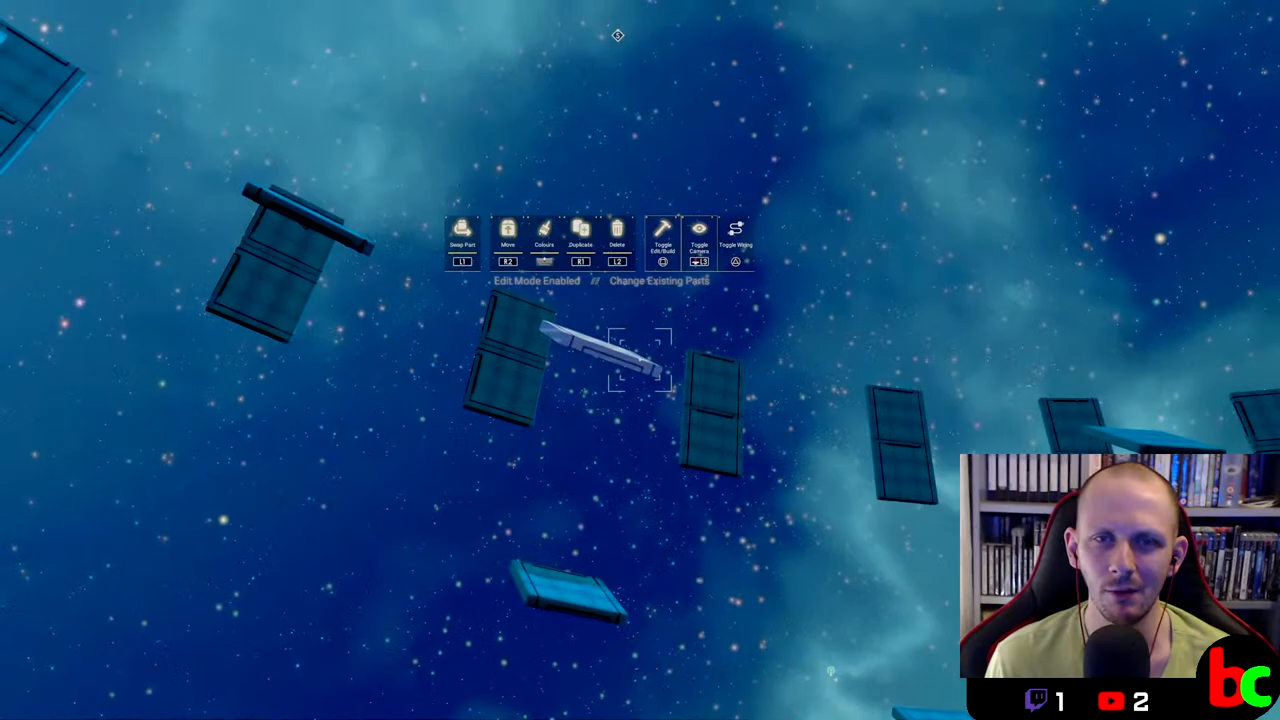 Swap Part Move Colours Duplicate Delete Toggle Edit/Build Toggle Camera Toggle Wiring
L1 R2 R1 L2 L3
Edit Mode Enabled // Change Existing Parts
1 2
bc